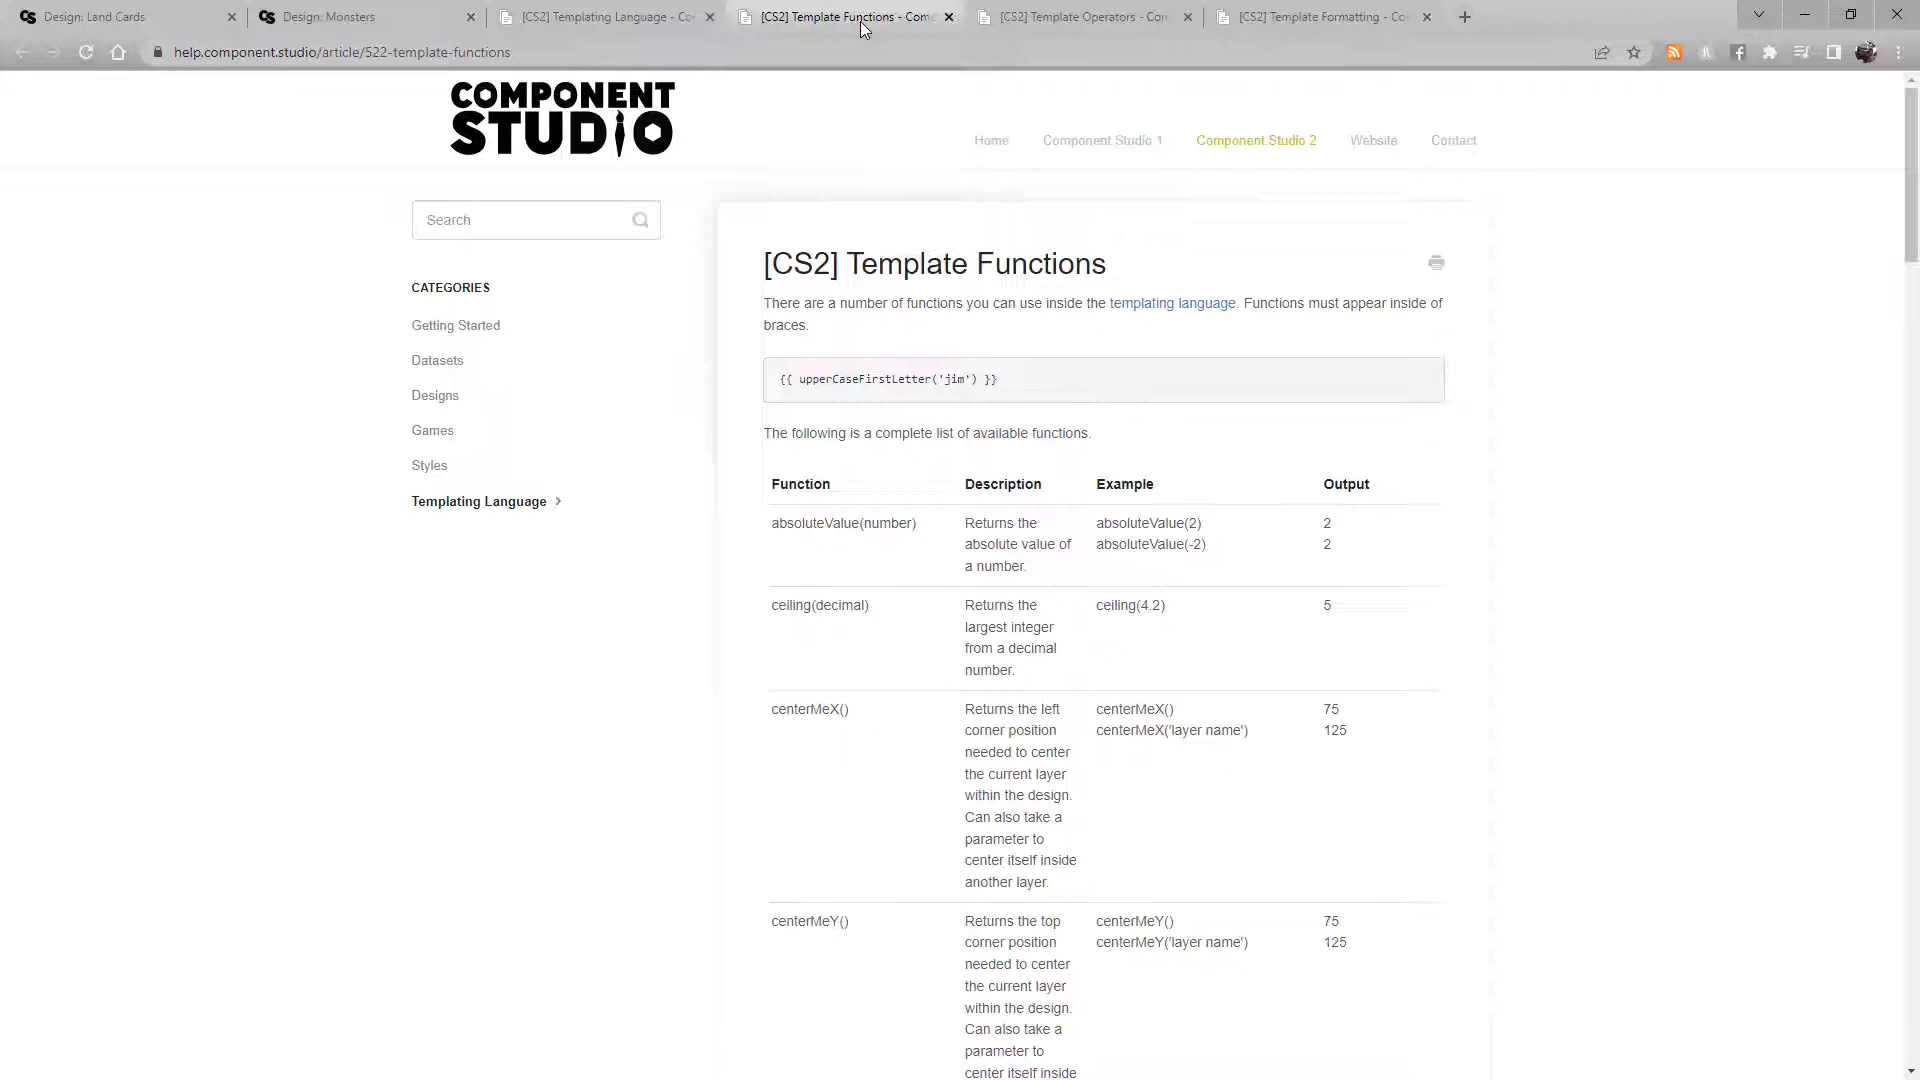 Design: Land Cards
Design: Monsters
[CS2] Templating Language - Co
[CS2] Template Functions - Com
[CS2] Template Operators - Con
[CS2] Template Formatting - Co
help.component.studio/article/522-template-functions
COMPONENT
STUDIO
Home
Component Studio 1
Component Studio 2
Website
Contact
Search
CATEGORIES
Getting Started
Datasets
Designs
Games
Styles
Templating Language
[CS2] Template Functions
There are a number of functions you can use inside the templating language. Functions must appear inside of
braces.
{{ upperCaseFirstLetter('jim') }}
The following is a complete list of available functions.
Function Description Example Output
absoluteValue(number) Returns the absoluteValue(2) 2
absolute value of absoluteValue(-2) 2
a number.
ceiling(decimal) Returns the ceiling(4.2) 5
largest integer
from a decimal
number.
centerMeX() Returns the left centerMeX() 75
corner position centerMeX('layer name') 125
needed to center
the current layer
within the design.
Can also take a
parameter to
center itself inside
another layer.
centerMeY() Returns the top centerMeY() 75
corner position centerMeY('layer name') 125
needed to center
the current layer
within the design.
Can also take a
parameter to
center itself inside